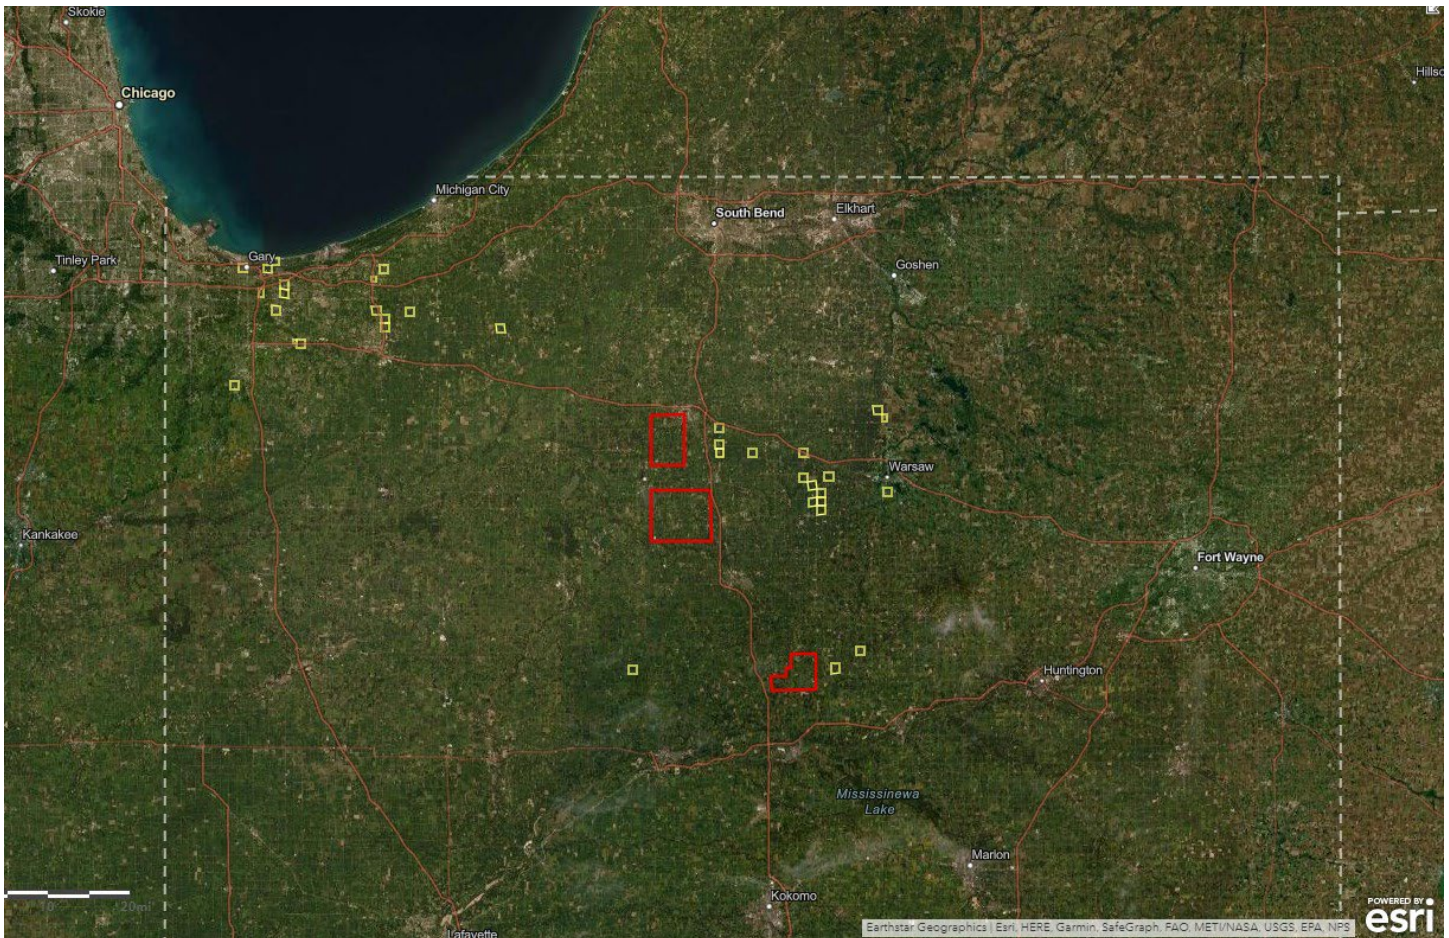 Skokie
Hillsc
Chicago
Michigan City
South Bend
Elkhart
Tinley Park
Gary
Goshen
Warsaw
Kankakee
Fort Wayne
Huntington
Mississinewa
Lake
Marion
Kokomo
10
20mi
Lafayette
Earthstar Geographics | Esri, HERE, Garmin, SafeGraph, FAO, METI/NASA, USGS, EPA, NPS
POWERED BY
esri